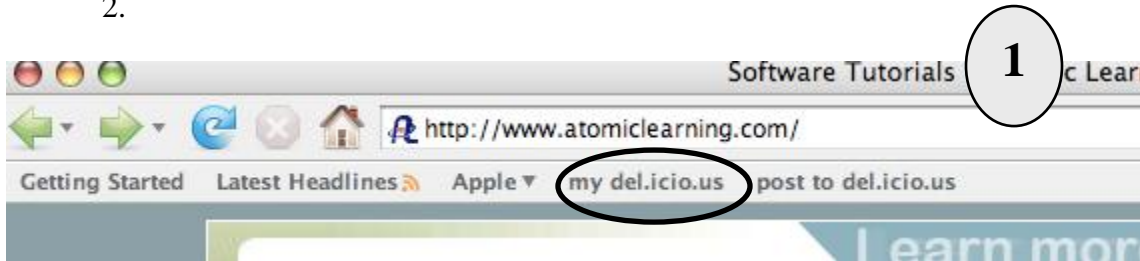 2.
Software Tutorials 1 c Lear
http://www.atomiclearning.com/
Getting Started Latest Headlines Apple my del.icio.us post to del.icio.us
Learn mor